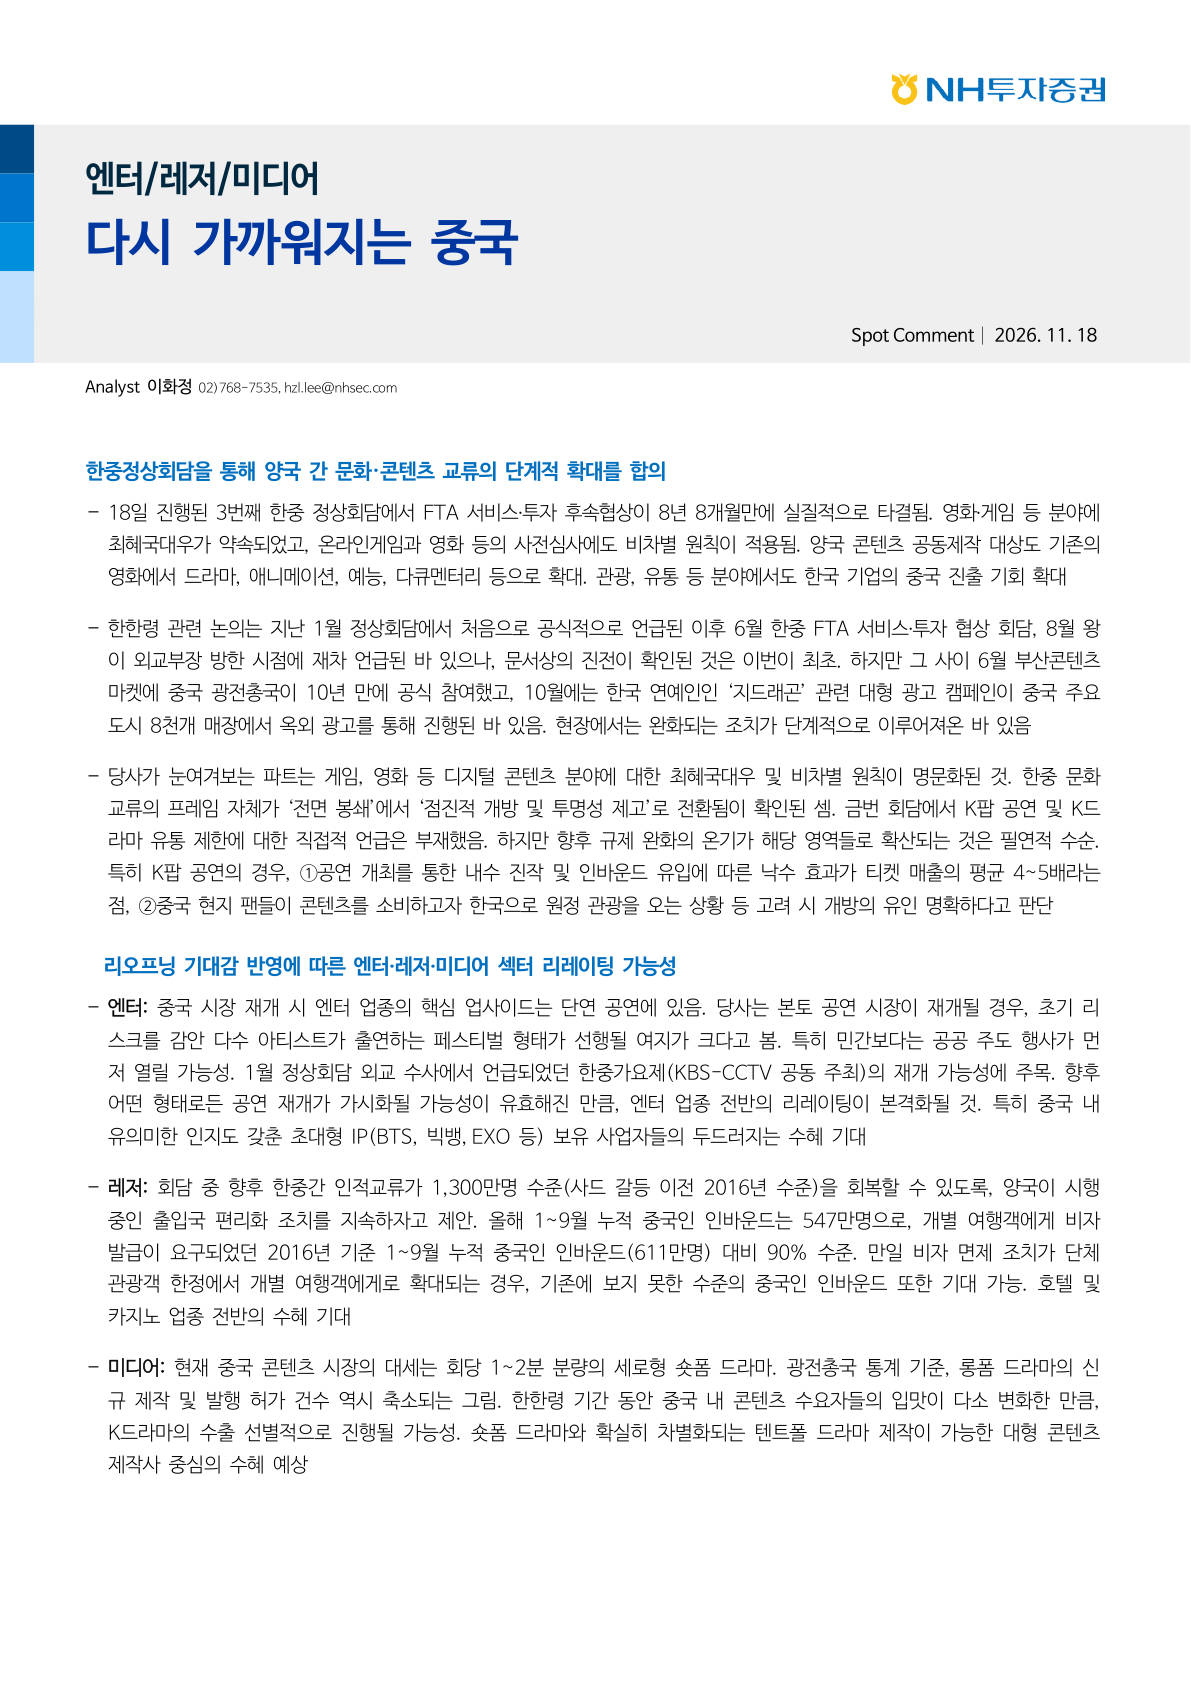 NH투자증권
엔터/레저/미디어
다시 가까워지는 중국
Spot Comment | 2026. 11. 18
Analyst 이화정 02)768-7535, hzl.lee@nhsec.com
한중정상회담을 통해 양국 간 문화·콘텐츠 교류의 단계적 확대를 합의
- 18일 진행된 3번째 한중 정상회담에서 FTA 서비스·투자 후속협상이 8년 8개월만에 실질적으로 타결됨. 영화·게임 등 분야에
최혜국대우가 약속되었고, 온라인게임과 영화 등의 사전심사에도 비차별 원칙이 적용됨. 양국 콘텐츠 공동제작 대상도 기존의
영화에서 드라마, 애니메이션, 예능, 다큐멘터리 등으로 확대. 관광, 유통 등 분야에서도 한국 기업의 중국 진출 기회 확대
- 한한령 관련 논의는 지난 1월 정상회담에서 처음으로 공식적으로 언급된 이후 6월 한중 FTA 서비스·투자 협상 회담, 8월 왕
이 외교부장 방한 시점에 재차 언급된 바 있으나, 문서상의 진전이 확인된 것은 이번이 최초. 하지만 그 사이 6월 부산콘텐츠
마켓에 중국 광전총국이 10년 만에 공식 참여했고, 10월에는 한국 연예인인 ‘지드래곤’ 관련 대형 광고 캠페인이 중국 주요
도시 8천개 매장에서 옥외 광고를 통해 진행된 바 있음. 현장에서는 완화되는 조치가 단계적으로 이루어져온 바 있음
- 당사가 눈여겨보는 파트는 게임, 영화 등 디지털 콘텐츠 분야에 대한 최혜국대우 및 비차별 원칙이 명문화된 것. 한중 문화
교류의 프레임 자체가 ‘전면 봉쇄’에서 ‘점진적 개방 및 투명성 제고’로 전환됨이 확인된 셈. 금번 회담에서 K팝 공연 및 K드
라마 유통 제한에 대한 직접적 언급은 부재했음. 하지만 향후 규제 완화의 온기가 해당 영역들로 확산되는 것은 필연적 수순.
특히 K팝 공연의 경우, ①공연 개최를 통한 내수 진작 및 인바운드 유입에 따른 낙수 효과가 티켓 매출의 평균 4~5배라는
점, ②중국 현지 팬들이 콘텐츠를 소비하고자 한국으로 원정 관광을 오는 상황 등 고려 시 개방의 유인 명확하다고 판단
리오프닝 기대감 반영에 따른 엔터·레저·미디어 섹터 리레이팅 가능성
- 엔터: 중국 시장 재개 시 엔터 업종의 핵심 업사이드는 단연 공연에 있음. 당사는 본토 공연 시장이 재개될 경우, 초기 리
스크를 감안 다수 아티스트가 출연하는 페스티벌 형태가 선행될 여지가 크다고 봄. 특히 민간보다는 공공 주도 행사가 먼
저 열릴 가능성. 1월 정상회담 외교 수사에서 언급되었던 한중가요제(KBS-CCTV 공동 주최)의 재개 가능성에 주목. 향후
어떤 형태로든 공연 재개가 가시화될 가능성이 유효해진 만큼, 엔터 업종 전반의 리레이팅이 본격화될 것. 특히 중국 내
유의미한 인지도 갖춘 초대형 IP(BTS, 빅뱅, EXO 등) 보유 사업자들의 두드러지는 수혜 기대
- 레저: 회담 중 향후 한중간 인적교류가 1,300만명 수준(사드 갈등 이전 2016년 수준)을 회복할 수 있도록, 양국이 시행
중인 출입국 편리화 조치를 지속하자고 제안. 올해 1~9월 누적 중국인 인바운드는 547만명으로, 개별 여행객에게 비자
발급이 요구되었던 2016년 기준 1~9월 누적 중국인 인바운드(611만명) 대비 90% 수준. 만일 비자 면제 조치가 단체
관광객 한정에서 개별 여행객에게로 확대되는 경우, 기존에 보지 못한 수준의 중국인 인바운드 또한 기대 가능. 호텔 및
카지노 업종 전반의 수혜 기대
- 미디어: 현재 중국 콘텐츠 시장의 대세는 회당 1~2분 분량의 세로형 숏폼 드라마. 광전총국 통계 기준, 롱폼 드라마의 신
규 제작 및 발행 허가 건수 역시 축소되는 그림. 한한령 기간 동안 중국 내 콘텐츠 수요자들의 입맛이 다소 변화한 만큼,
K드라마의 수출 선별적으로 진행될 가능성. 숏폼 드라마와 확실히 차별화되는 텐트폴 드라마 제작이 가능한 대형 콘텐츠
제작사 중심의 수혜 예상